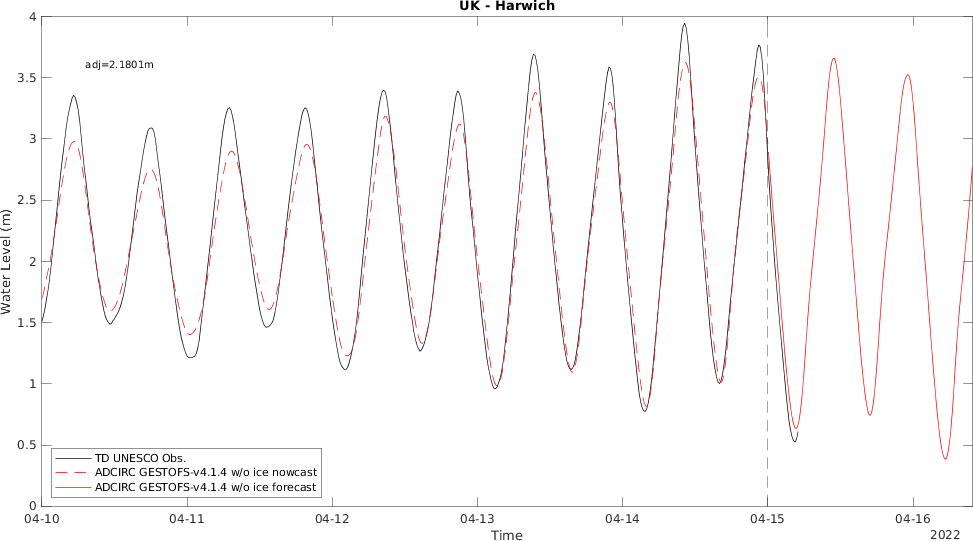 UK - Harwich
adj=2.1801m
4
3.5
3
2.5
2
1.5
1
0.5
0
Water Level (m)
TD UNESCO Obs.
ADCIRC GESTOFS-v4.1.4 w/o ice nowcast
ADCIRC GESTOFS-v4.1.4 w/o ice forecast
04-10 04-11 04-12 04-13 04-14 04-15 04-16
Time
2022